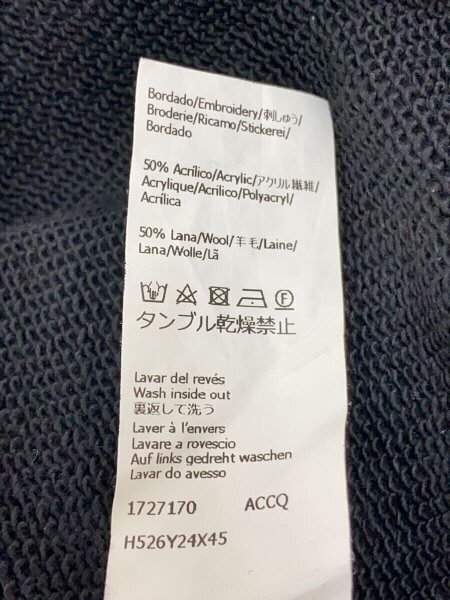 Bordado/Embroidery/刺しゅう/
Broderie/Ricamo/Stickerei/
Bordado
50% Acrílico/Acrylic/アクリル繊維/
Acrylique/Acrilico/Polyacryl/
Acrílica
50% Lana/Wool/羊毛/Laine/
Lana/Wolle/Lã
F
タンブル乾燥禁止
Lavar del revés
Wash inside out
裏返して洗う
Laver à l'envers
Lavare a rovescio
Auf links gedreht waschen
Lavar do avesso
1727170 ACCQ
H526Y24X45